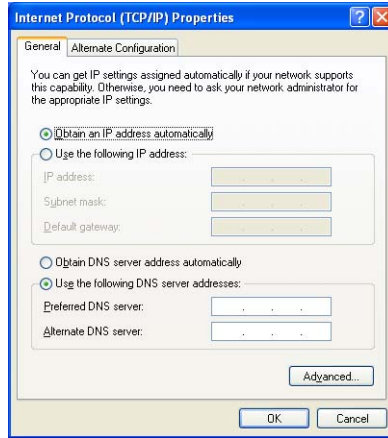 Internet Protocol (TCP/IP) Properties
General
Alternate Configuration
You can get IP settings assigned automatically if your network supports
this capability. Otherwise, you need to ask your network administrator for
the appropriate IP settings.
Obtain an IP address automatically
Use the following IP address:
IP address:
Subnet mask:
Default gateway:
Obtain DNS server address automatically
Use the following DNS server addresses:
Preferred DNS server:
Alternate DNS server:
Advanced...
OK
Cancel